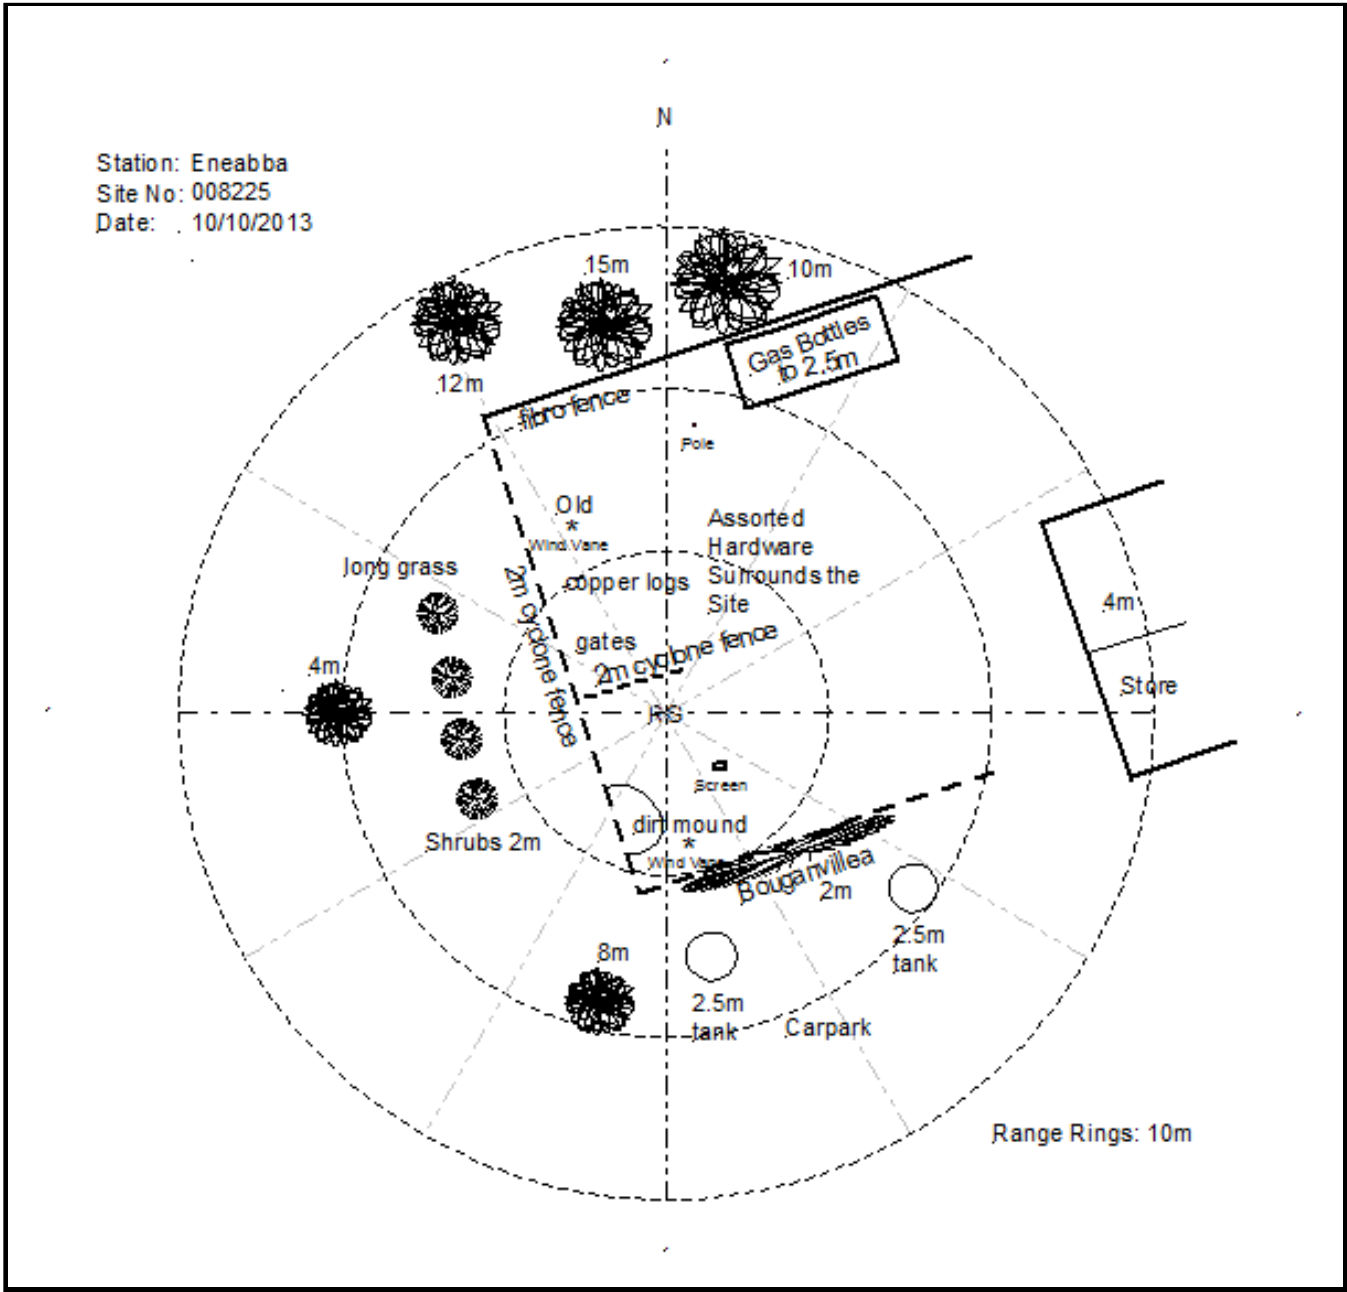 N
Station: Eneabba
Site No: 008225
Date: 10/10/2013
15m
10m
12m
Gas Bottles
to 2.5m
fibro fence
Pole
Old
*
Wind Vane
Assorted
Hardware
Surrounds the
Site
long grass
copper logs
2m cyclone fence
gates
2m cyclone fence
4m
4m
Store
RG
Screen
dirt mound
*
Wind Vane
Shrubs 2m
Bouganvillea
2m
8m
2.5m
tank
2.5m
tank
Carpark
Range Rings: 10m